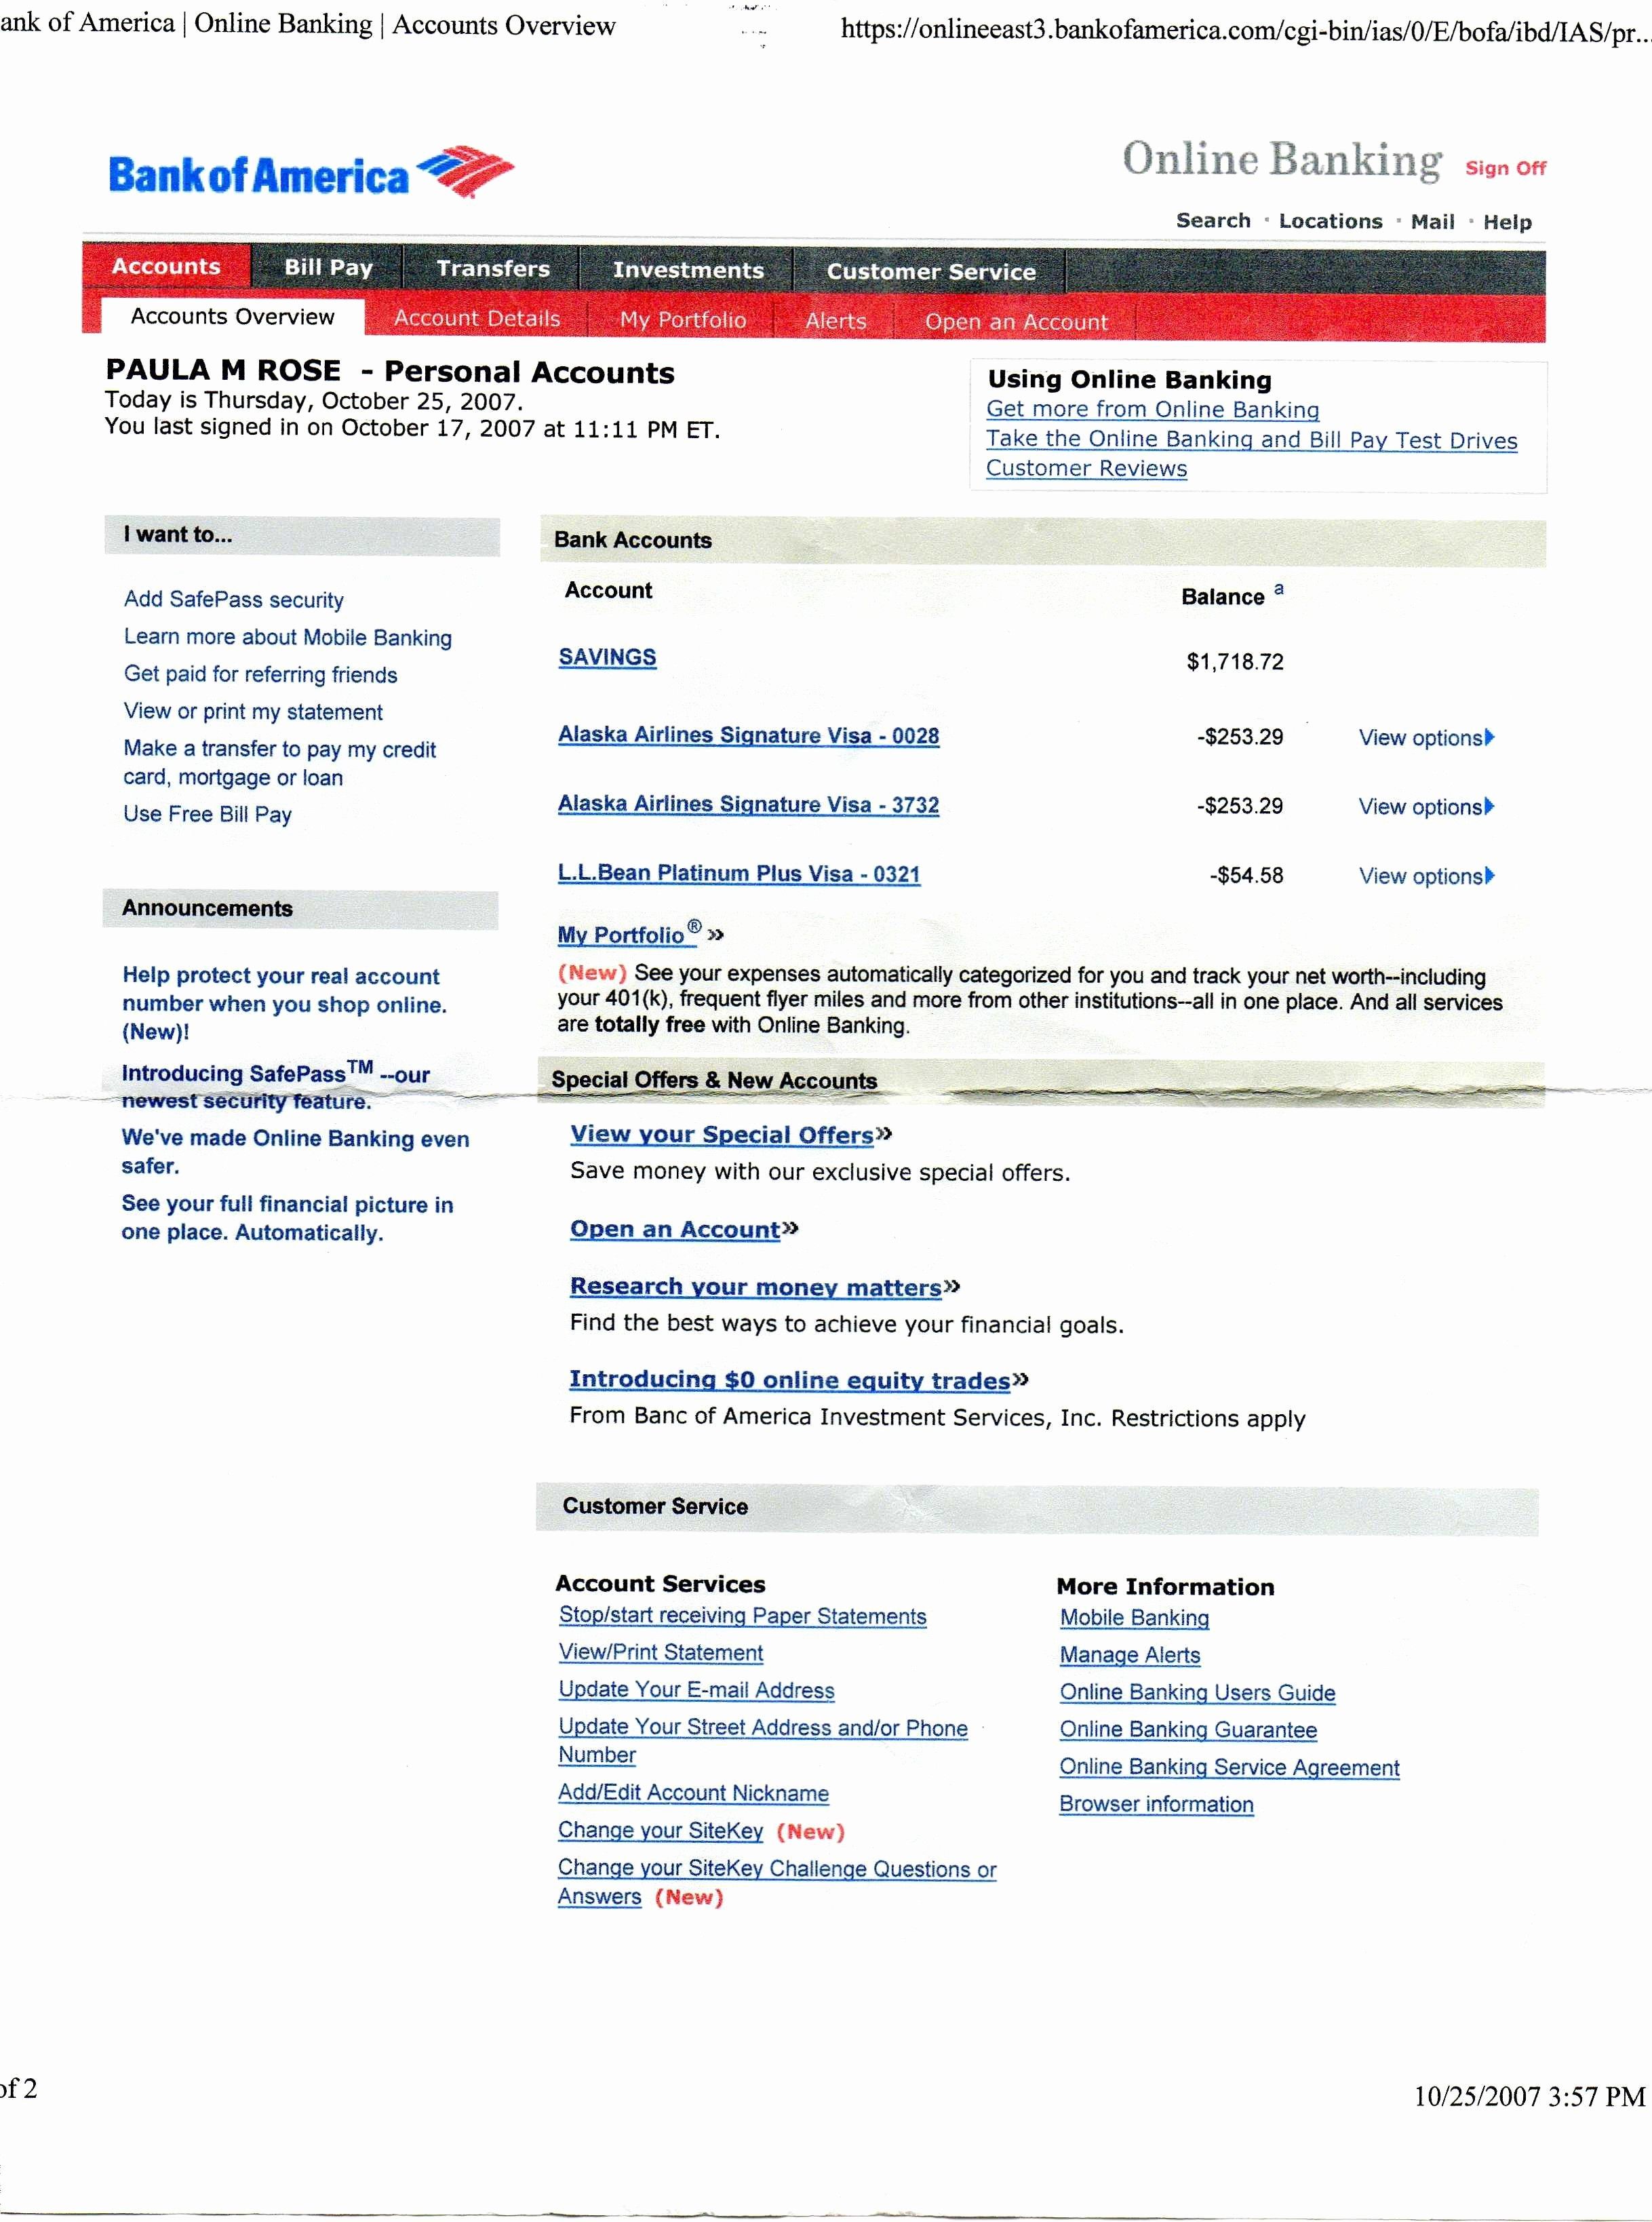 ank of America | Online Banking | Accounts Overview
https://onlineeast3.bankofamerica.com/cgi-bin/ias/0/E/bofa/ibd/IAS/pr...
Bank of America
Online Banking Sign Off
Search · Locations · Mail · Help
Accounts Bill Pay Transfers Investments Customer Service
Accounts Overview Account Details My Portfolio Alerts Open an Account
PAULA M ROSE - Personal Accounts
Today is Thursday, October 25, 2007.
You last signed in on October 17, 2007 at 11:11 PM ET.
Using Online Banking
Get more from Online Banking
Take the Online Banking and Bill Pay Test Drives
Customer Reviews
I want to...
Add SafePass security
Learn more about Mobile Banking
Get paid for referring friends
View or print my statement
Make a transfer to pay my credit
card, mortgage or loan
Use Free Bill Pay
Announcements
Help protect your real account
number when you shop online.
(New)!
Introducing SafePass™ --our
newest security feature.
We've made Online Banking even
safer.
See your full financial picture in
one place. Automatically.
Bank Accounts
Account Balance a
SAVINGS $1,718.72
Alaska Airlines Signature Visa - 0028 -$253.29 View options
Alaska Airlines Signature Visa - 3732 -$253.29 View options
L.L.Bean Platinum Plus Visa - 0321 -$54.58 View options
My Portfolio® »
(New) See your expenses automatically categorized for you and track your net worth--including
your 401(k), frequent flyer miles and more from other institutions--all in one place. And all services
are totally free with Online Banking.
Special Offers & New Accounts
View your Special Offers»
Save money with our exclusive special offers.
Open an Account»
Research your money matters»
Find the best ways to achieve your financial goals.
Introducing $0 online equity trades»
From Banc of America Investment Services, Inc. Restrictions apply
Customer Service
Account Services
Stop/start receiving Paper Statements
View/Print Statement
Update Your E-mail Address
Update Your Street Address and/or Phone
Number
Add/Edit Account Nickname
Change your SiteKey (New)
Change your SiteKey Challenge Questions or
Answers (New)
More Information
Mobile Banking
Manage Alerts
Online Banking Users Guide
Online Banking Guarantee
Online Banking Service Agreement
Browser information
of 2
10/25/2007 3:57 PM